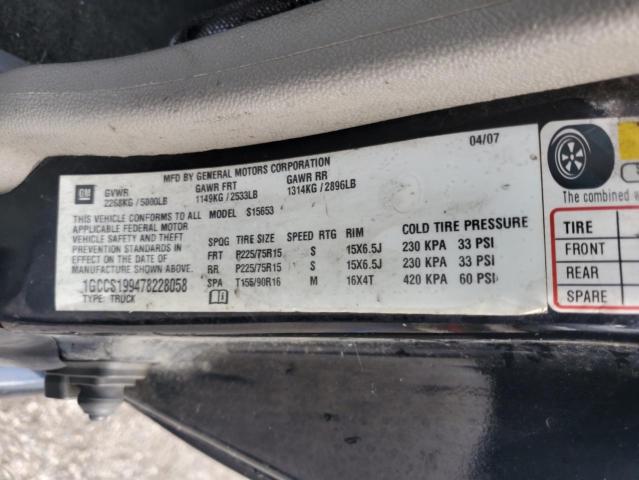 MFD BY GENERAL MOTORS CORPORATION
04/07
GM
GVWR
2268KG / 5000LB
GAWR FRT
1149KG / 2533LB
GAWR RR
1314KG / 2896LB
THIS VEHICLE CONFORMS TO ALL
APPLICABLE FEDERAL MOTOR
VEHICLE SAFETY AND THEFT
PREVENTION STANDARDS IN
EFFECT ON THE DATE OF
MANUFACTURE SHOWN ABOVE.
1GCCS199478228058
TYPE: TRUCK
MODEL S15653
COLD TIRE PRESSURE
SPQG TIRE SIZE SPEED RTG RIM
FRT P225/75R15 S 15X6.5J 230 KPA 33 PSI
RR P225/75R15 S 15X6.5J 230 KPA 33 PSI
SPA T155/90R16 M 16X4T 420 KPA 60 PSI
The combined
TIRE
FRONT
REAR
SPARE